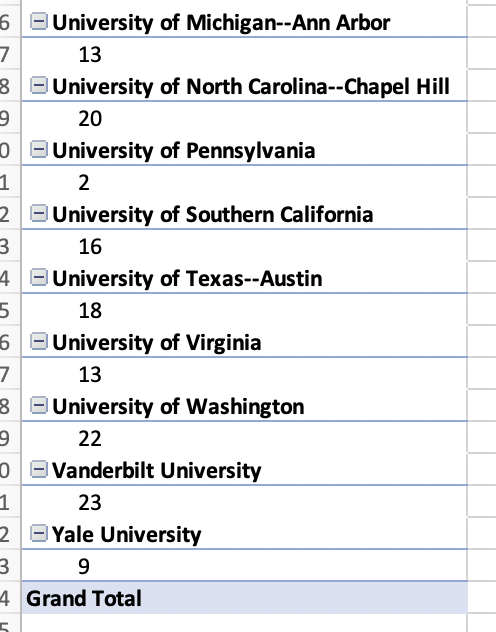 6 University of Michigan--Ann Arbor
7 13
8 University of North Carolina--Chapel Hill
9 20
0 University of Pennsylvania
1 2
2 University of Southern California
3 16
4 University of Texas--Austin
5 18
6 University of Virginia
7 13
8 University of Washington
9 22
0 Vanderbilt University
1 23
2 Yale University
3 9
4 Grand Total
5